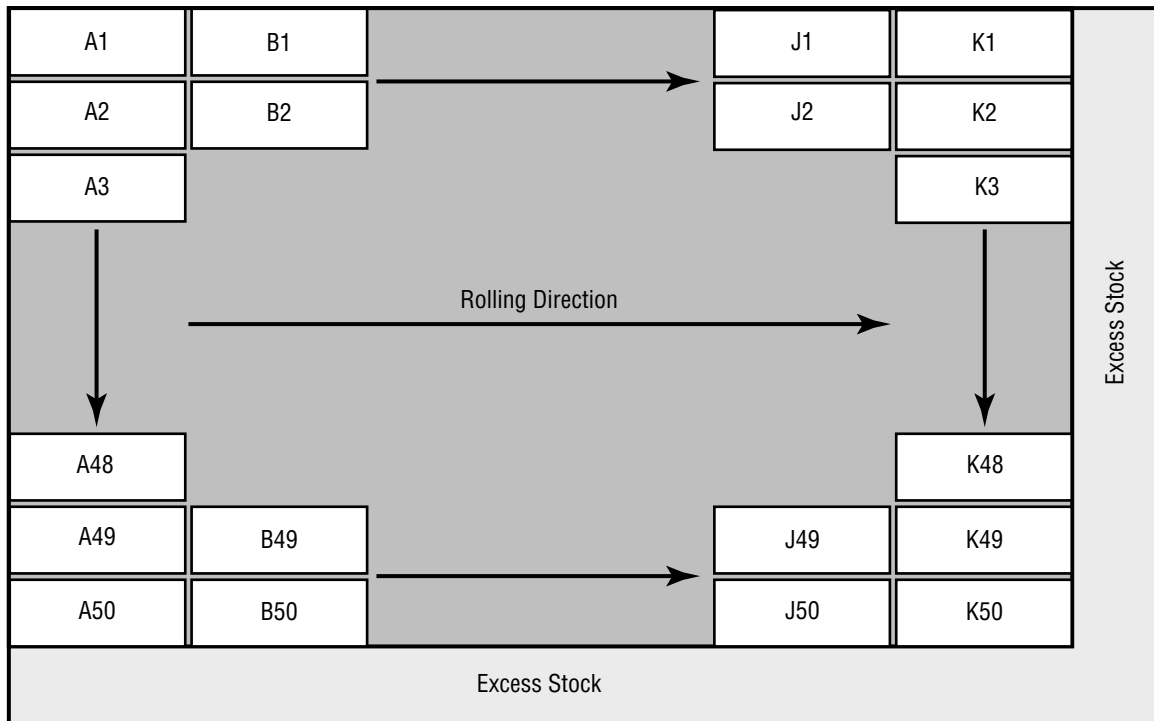 A1 B1 J1 K1
A2 B2 J2 K2
A3 K3
Rolling Direction
Excess Stock
A48 K48
A49 B49 J49 K49
A50 B50 J50 K50
Excess Stock